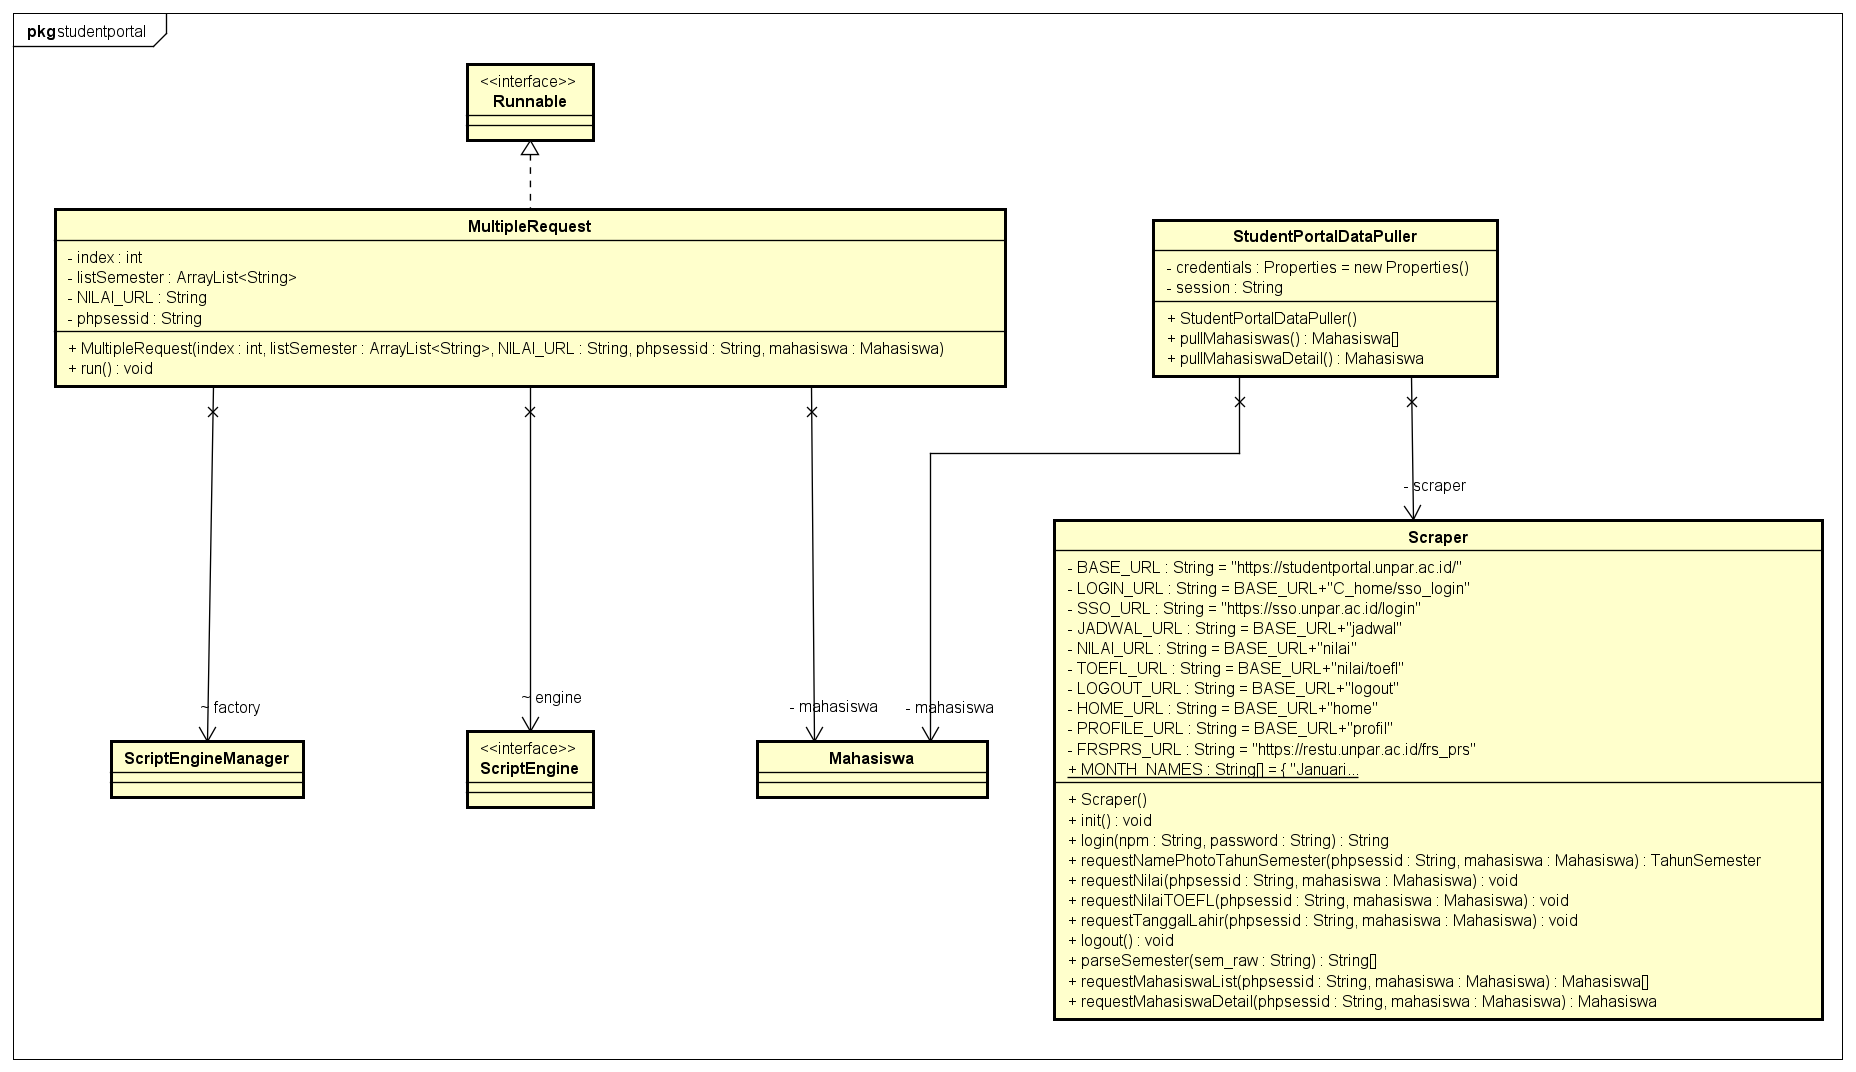 pkg studentportal
<<interface>>
Runnable
MultipleRequest
- index : int
- listSemester : ArrayList<String>
- NILAI_URL : String
- phpsessid : String
+ MultipleRequest(index : int, listSemester : ArrayList<String>, NILAI_URL : String, phpsessid : String, mahasiswa : Mahasiswa)
+ run() : void
StudentPortalDataPuller
- credentials : Properties = new Properties()
- session : String
+ StudentPortalDataPuller()
+ pullMahasiswas() : Mahasiswa[]
+ pullMahasiswaDetail() : Mahasiswa
~ factory
~ engine
- mahasiswa
- mahasiswa
- scraper
ScriptEngineManager
<<interface>>
ScriptEngine
Mahasiswa
Scraper
- BASE_URL : String = "https://studentportal.unpar.ac.id/"
- LOGIN_URL : String = BASE_URL+"C_home/sso_login"
- SSO_URL : String = "https://sso.unpar.ac.id/login"
- JADWAL_URL : String = BASE_URL+"jadwal"
- NILAI_URL : String = BASE_URL+"nilai"
- TOEFL_URL : String = BASE_URL+"nilai/toefl"
- LOGOUT_URL : String = BASE_URL+"logout"
- HOME_URL : String = BASE_URL+"home"
- PROFILE_URL : String = BASE_URL+"profil"
- FRSPRS_URL : String = "https://restu.unpar.ac.id/frs_prs"
+ MONTH_NAMES : String[] = { "Januari...
+ Scraper()
+ init() : void
+ login(npm : String, password : String) : String
+ requestNamePhotoTahunSemester(phpsessid : String, mahasiswa : Mahasiswa) : TahunSemester
+ requestNilai(phpsessid : String, mahasiswa : Mahasiswa) : void
+ requestNilaiTOEFL(phpsessid : String, mahasiswa : Mahasiswa) : void
+ requestTanggalLahir(phpsessid : String, mahasiswa : Mahasiswa) : void
+ logout() : void
+ parseSemester(sem_raw : String) : String[]
+ requestMahasiswaList(phpsessid : String, mahasiswa : Mahasiswa) : Mahasiswa[]
+ requestMahasiswaDetail(phpsessid : String, mahasiswa : Mahasiswa) : Mahasiswa